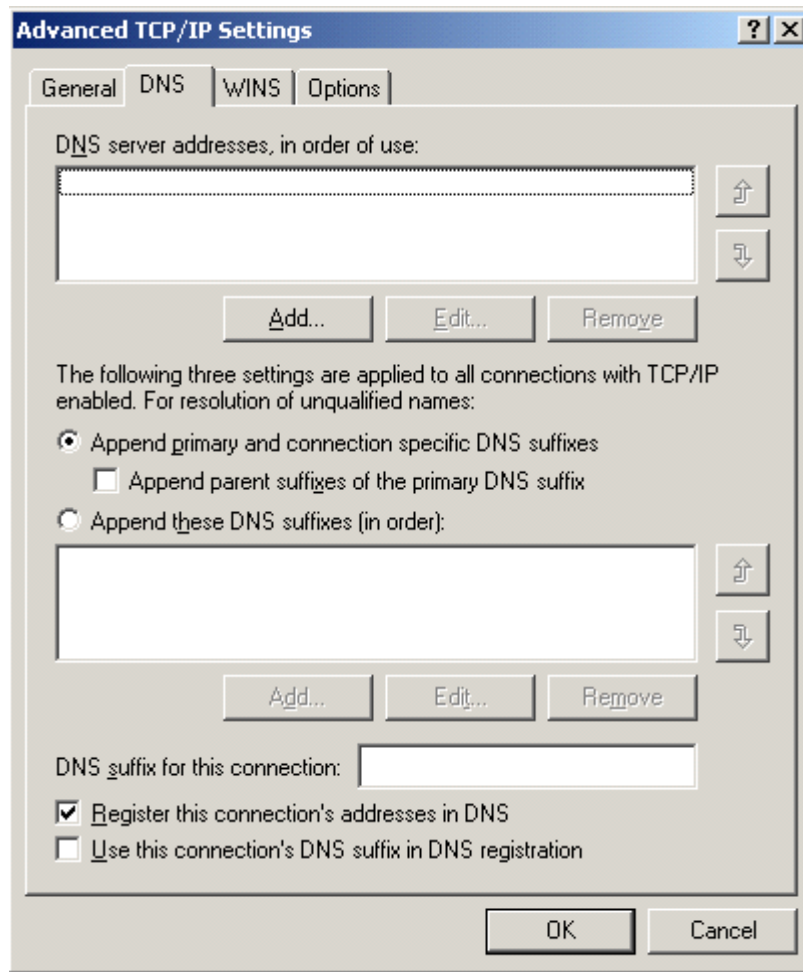 Advanced TCP/IP Settings
General DNS WINS Options
DNS server addresses, in order of use:
Add... Edit... Remove
The following three settings are applied to all connections with TCP/IP
enabled. For resolution of unqualified names:
Append primary and connection specific DNS suffixes
Append parent suffixes of the primary DNS suffix
Append these DNS suffixes (in order):
Add... Edit... Remove
DNS suffix for this connection:
Register this connection's addresses in DNS
Use this connection's DNS suffix in DNS registration
OK Cancel